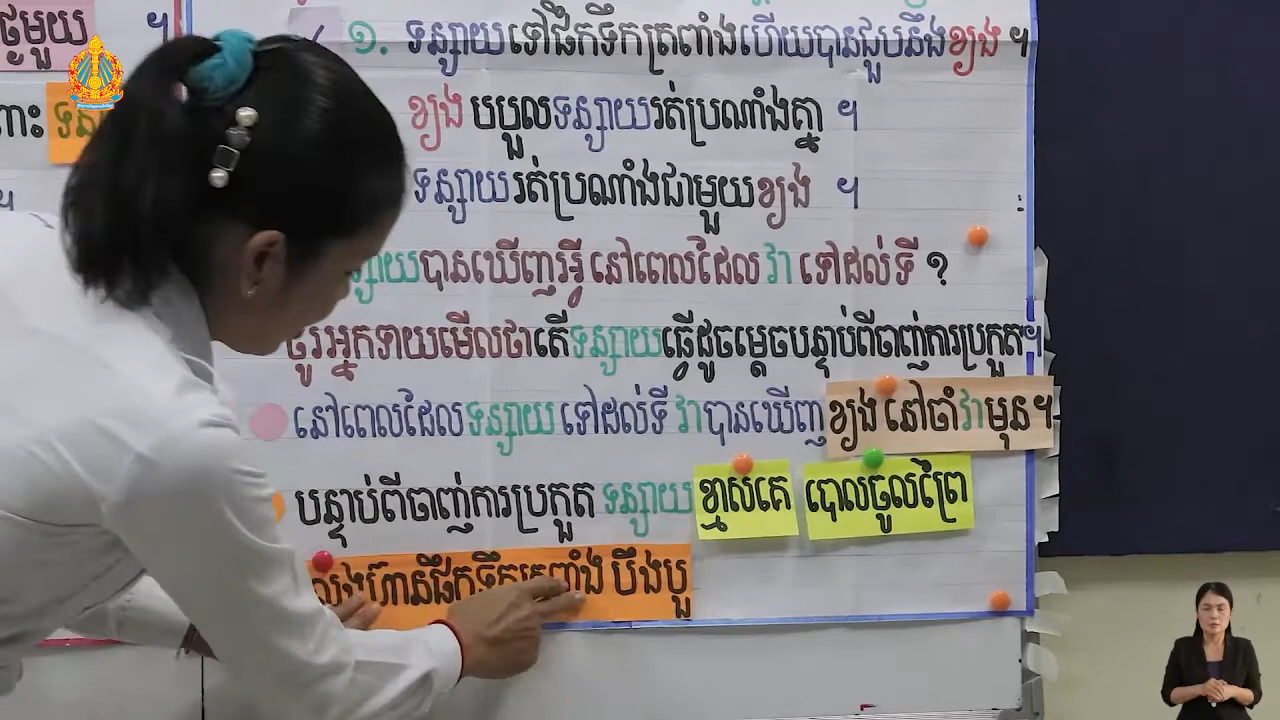 ថ្ងៃមួយ ។
១. ទន្សាយទៅផឹកទឹកត្រពាំងហើយបានជួបនឹងខ្យង ។
ខ្យង បបួលទន្សាយរត់ប្រណាំងគ្នា ។
ទន្សាយរត់ប្រណាំងជាមួយខ្យង ។
បានឃើញអ្វី នៅពេលដែល វា ទៅដល់ទី ?
ចូរអ្នកទាយមើលថាតើទន្សាយធ្វើដូចម្ដេចបន្ទាប់ពីចាញ់ការប្រកួត។
នៅពេលដែលទន្សាយ ទៅដល់ទី វាបានឃើញ ខ្យង នៅចាំវាមុន។
បន្ទាប់ពីចាញ់ការប្រកួត ទន្សាយ ខ្មាសគេ បោលចូលព្រៃ
បឹងបួ